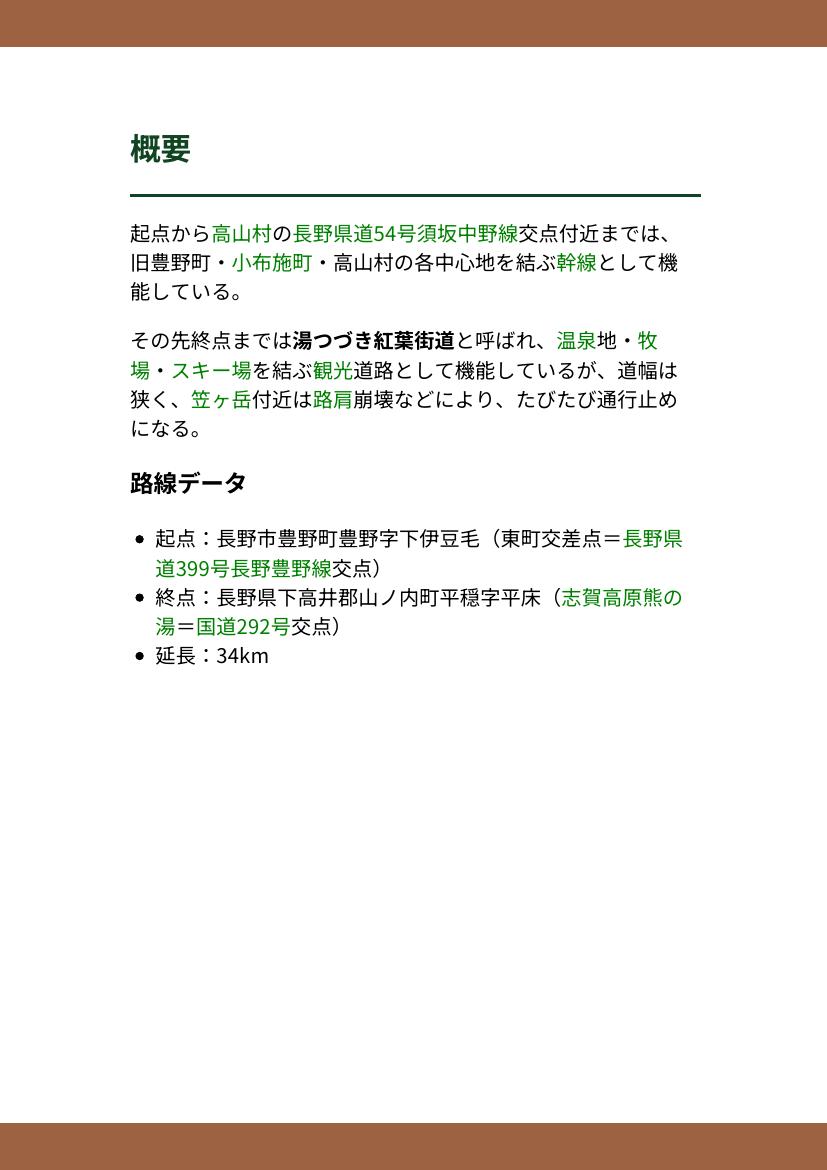 概要
起点から高山村の長野県道54号須坂中野線交点付近までは、
旧豊野町・小布施町・高山村の各中心地を結ぶ幹線として機
能している。
その先終点までは湯つづき紅葉街道と呼ばれ、温泉地・牧
場・スキー場を結ぶ観光道路として機能しているが、道幅は
狭く、笠ヶ岳付近は路肩崩壊などにより、たびたび通行止め
になる。
路線データ
• 起点：長野市豊野町豊野字下伊豆毛（東町交差点＝長野県
道399号長野豊野線交点）
• 終点：長野県下高井郡山ノ内町平穏字平床（志賀高原熊の
湯＝国道292号交点）
• 延長：34km